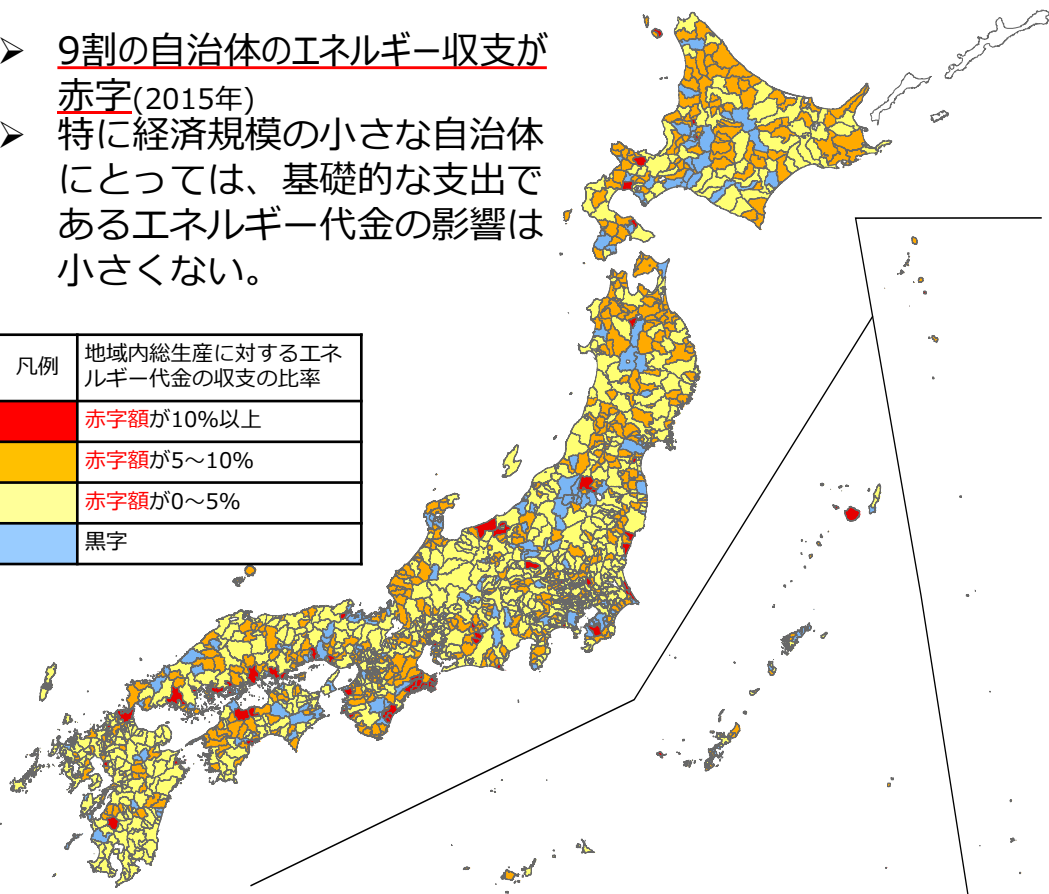 ➢ 9割の自治体のエネルギー収支が
赤字(2015年)
➢ 特に経済規模の小さな自治体
にとっては、基礎的な支出で
あるエネルギー代金の影響は
小さくない。
凡例
地域内総生産に対するエネ
ルギー代金の収支の比率
赤字額が10%以上
赤字額が5～10%
赤字額が0～5%
黒字